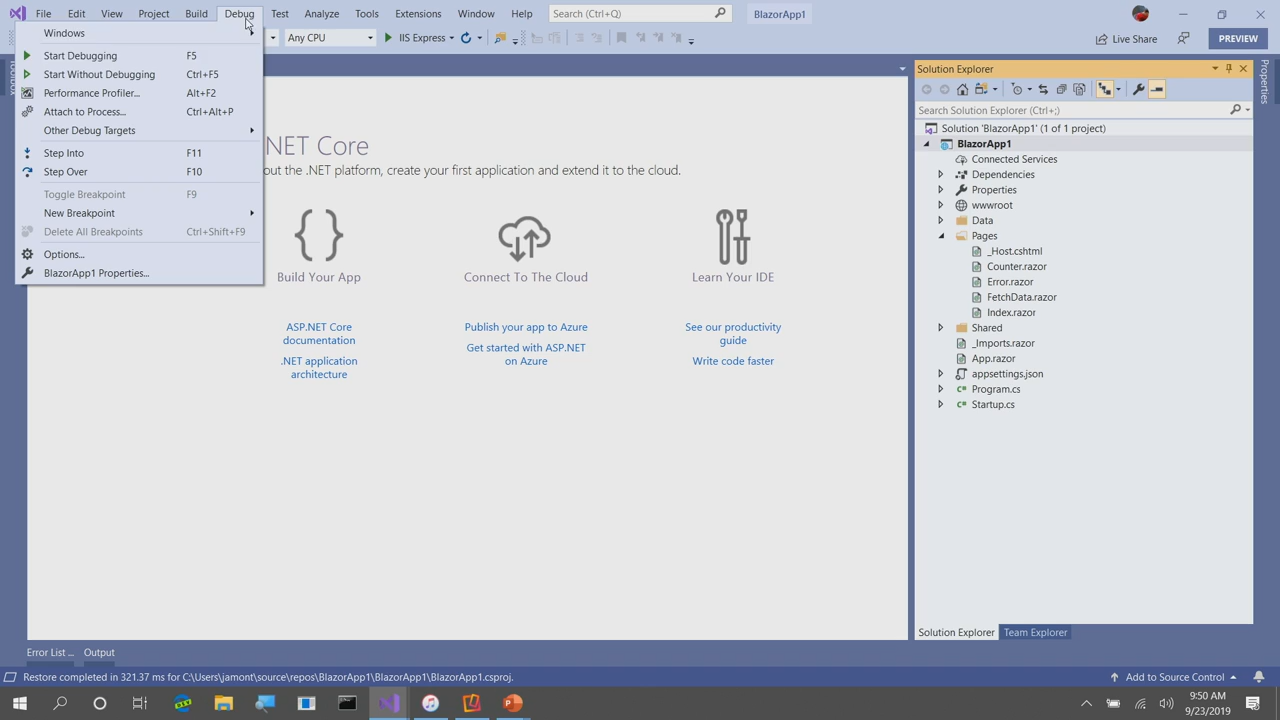 File Edit View Project Build Debug Test Analyze Tools Extensions Window Help Search (Ctrl+Q) BlazorApp1
Any CPU IIS Express Live Share PREVIEW
Windows
Start Debugging F5
Start Without Debugging Ctrl+F5
Performance Profiler... Alt+F2
Attach to Process... Ctrl+Alt+P
Other Debug Targets
Step Into F11
Step Over F10
Toggle Breakpoint F9
New Breakpoint
Delete All Breakpoints Ctrl+Shift+F9
Options...
BlazorApp1 Properties...
NET Core
out the .NET platform, create your first application and extend it to the cloud.
Build Your App
Connect To The Cloud
Learn Your IDE
ASP.NET Core
documentation
.NET application
architecture
Publish your app to Azure
Get started with ASP.NET
on Azure
See our productivity
guide
Write code faster
Solution Explorer
Search Solution Explorer (Ctrl+;)
Solution 'BlazorApp1' (1 of 1 project)
BlazorApp1
Connected Services
Dependencies
Properties
wwwroot
Data
Pages
_Host.cshtml
Counter.razor
Error.razor
FetchData.razor
Index.razor
Shared
_Imports.razor
App.razor
appsettings.json
C# Program.cs
C# Startup.cs
Solution Explorer Team Explorer
Properties
Error List ... Output
Restore completed in 321.37 ms for C:\Users\jamont\source\repos\BlazorApp1\BlazorApp1\BlazorApp1.csproj.
Add to Source Control
9:50 AM
9/23/2019